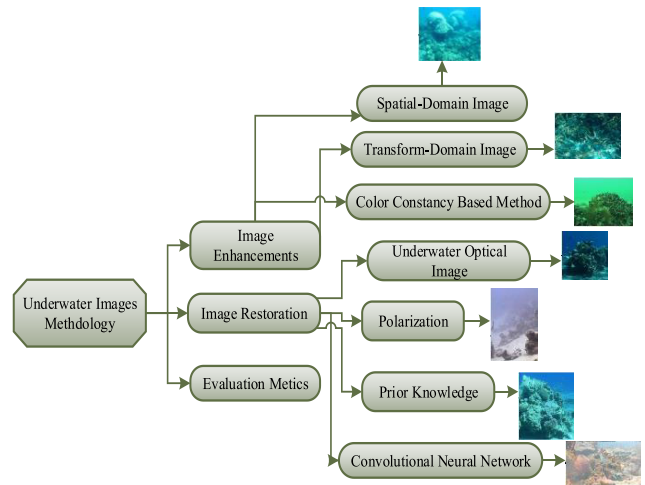 Spatial-Domain Image
Transform-Domain Image
Color Constancy Based Method
Image
Enhancements
Underwater Optical
Image
Underwater Images
Methdology
Image Restoration
Polarization
Evaluation Metics
Prior Knowledge
Convolutional Neural Network